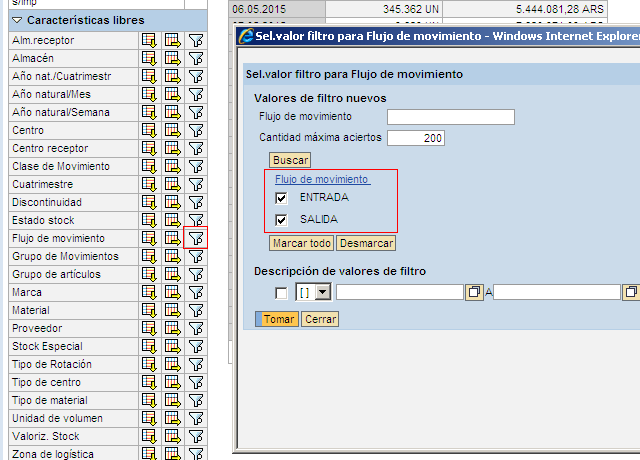 s/imp
Características libres
Alm.receptor
Almacén
Año nat./Cuatrimestr
Año natural/Mes
Año natural/Semana
Centro
Centro receptor
Clase de Movimiento
Cuatrimestre
Discontinuidad
Estado stock
Flujo de movimiento
Grupo de Movimientos
Grupo de artículos
Marca
Material
Proveedor
Stock Especial
Tipo de Rotación
Tipo de centro
Tipo de material
Unidad de volumen
Valoriz. Stock
Zona de logística
06.05.2015 345.362 UN 5.444.081,28 ARS
Sel.valor filtro para Flujo de movimiento - Windows Internet Explorer
Sel.valor filtro para Flujo de movimiento
Valores de filtro nuevos
Flujo de movimiento
Cantidad máxima aciertos 200
Buscar
Flujo de movimiento
ENTRADA
SALIDA
Marcar todo Desmarcar
Descripción de valores de filtro
[ ] A
Tomar Cerrar